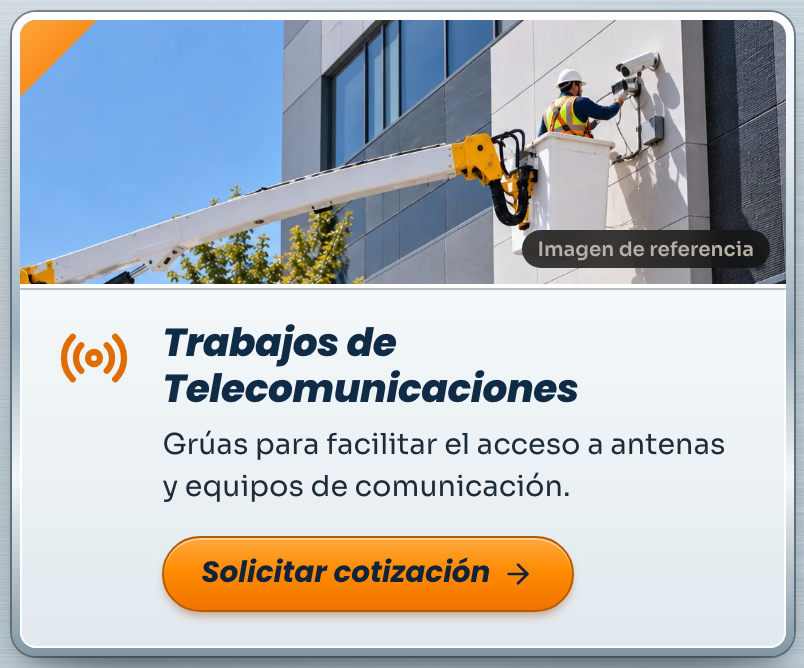 Imagen de referencia
Trabajos de
Telecomunicaciones
Grúas para facilitar el acceso a antenas
y equipos de comunicación.
Solicitar cotización →